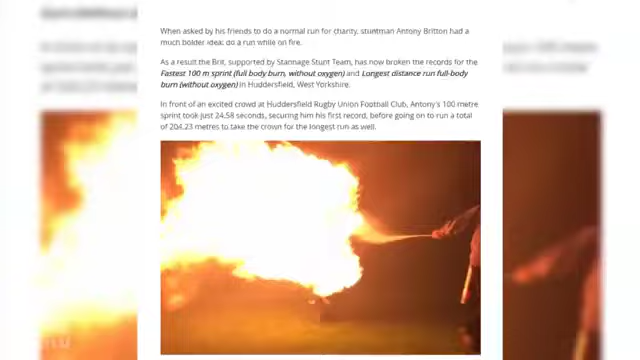 When asked by his friends to do a normal run for charity, stuntman Antony Britton had a
much bolder idea: do a run while on fire.
As a result the Brit, supported by Stannage Stunt Team, has now broken the records for the
Fastest 100 m sprint (full body burn, without oxygen) and Longest distance run full-body
burn (without oxygen) in Huddersfield, West Yorkshire.
In front of an excited crowd at Huddersfield Rugby Union Football Club, Antony's 100 metre
sprint took just 24.58 seconds, securing him his first record, before going on to run a total
of 204.23 metres to take the crown for the longest run as well.